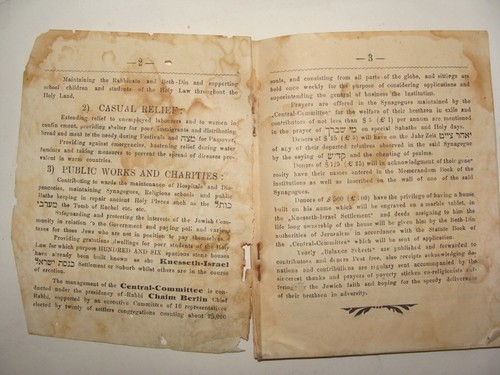 — 2 —
Maintaining the Rabbinate and Beth-Din and supporting
school children and students of the Holy Law throughout the
Holy Land.
2) CASUAL RELIEF:
Extending relief to unemployed laborers and to women in
confinement, providing shelter for poor immigrants and distributing
bread and meat to the needy during Festivals and מצות for Passover.
Providing against emergencies, hastening relief during water
famines and taking measures to prevent the spread of diseases pre-
valent in warm countries.
3) PUBLIC WORKS AND CHARITIES:
Contributing towards the maintenance of Hospitals and Dis-
pensaries, maintaining Synagogues, Religious schools and public
Baths helping to repair ancient Holy Places such as the כותל
מערבי the Tomb of Rachel etc. etc.
Safeguarding and protecting the interests of the Jewish Com-
munity in relation to the Government and paying poll and varying
taxes for these Jews who are not in position to pay themselves.
Providing gratuitous dwellings for poor students of the Holy
Law for which purpose HUNDRED AND SIX spacious stone houses
have already been built known as the Knesseth-Israel
כנסת ישראל Settlement or Suburb whilst others are in the course
of erection.
The management of the Central-Committee is con-
ducted under the presidency of Rabbi Chaim Berlin Chief
Rabbi, supported by an executive Committee of 16 representatives
elected by twenty of settlers congregations counting about 25,000
— 3 —
souls, and consisting from all parts of the globe, and sittings are
held once weekly for the purpose of considering applications and
superintending the general of business the institution.
Prayers are offered in the Synagogues maintained by the
„Central-Committee" for the welfare of their brethren in exile and
contributors of not less than $ 5 (£ 1) per annum are mentioned
in the prayer of מי שברך on special Sabaths and Holy days.
Donors of $ 25 (£ 5) will have on the Jahr Zeit יאהר צייט
of any of their departed relatives observed in the said Synagogue
by the saying of קדיש and the chanting of psalms.
Donors of $ 125 (£ 25) will in acknowledgment of their gene-
rosity have their names entered in the Memorandum Book of the
institutions as well as inscribed on the wall of one of the said
Synagogues.
Donors of $ 500 (£ 100) have the privilege of having a house
built on his name which will be engraved on a marble tablet, in
the „Knesseth-Israel Settlement" and deeds assigning to him the
life long ownership of the house will be given him by the Beth-Din
authorities of Jerusalem in accordance with the Statute Book of
the „Central-Committee" which will be sent of application.
Yearly „Balance Scheets" are published and forwarded to
contributors and donors Post free, also receipts acknowledging do-
nations and contributions are regularly sent accompanied by the
sincerest thanks and prayers of poverty stricken co-religionists suf-
fering for the Jewish faith and hoping for the speedy deliverance
of their brethren in adversity.